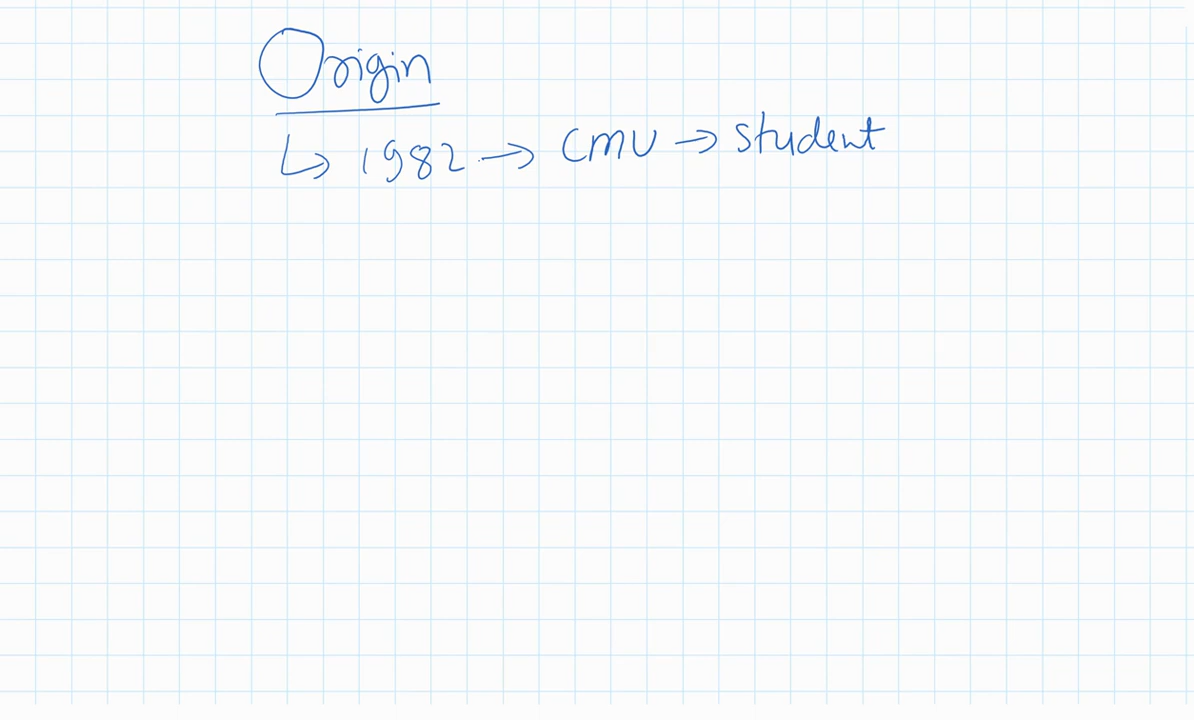 Origin
↳ 1982 → CMU → student